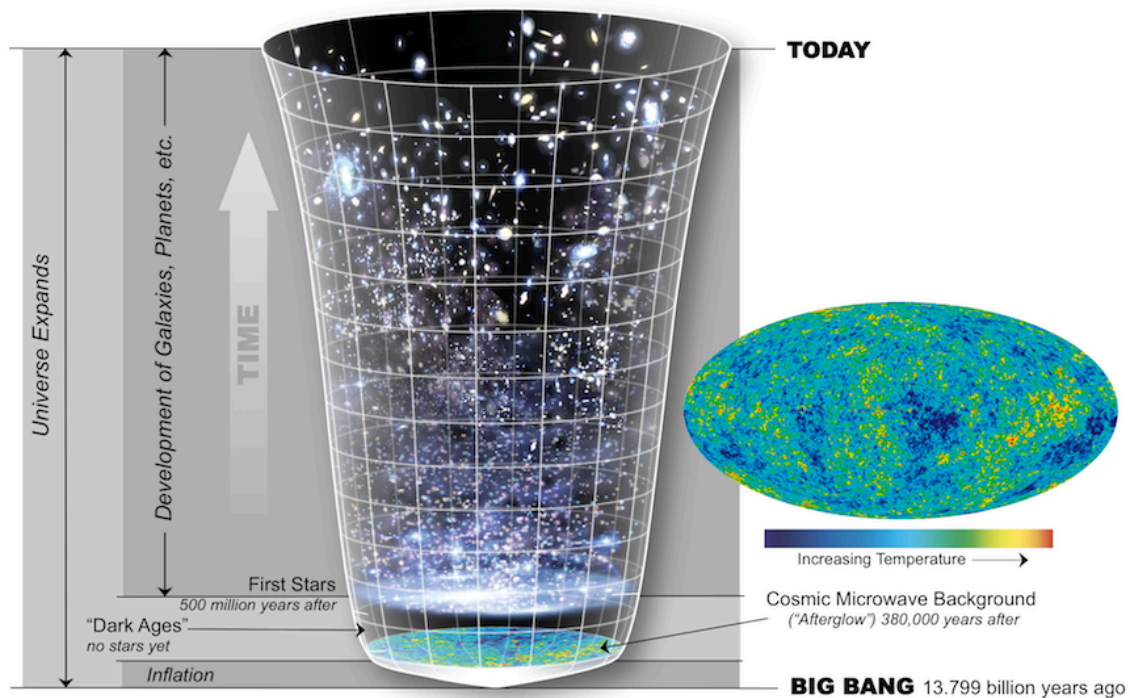 TODAY
Universe Expands
Development of Galaxies, Planets, etc.
TIME
Increasing Temperature
First Stars
500 million years after
Cosmic Microwave Background
(“Afterglow”) 380,000 years after
“Dark Ages”
no stars yet
Inflation
BIG BANG 13.799 billion years ago